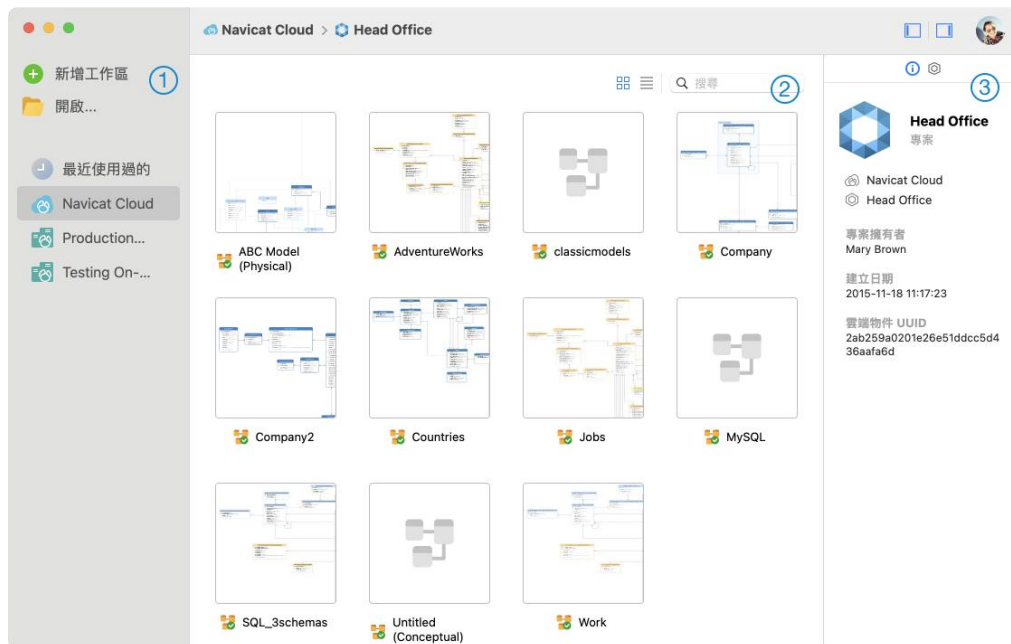 Navicat Cloud > Head Office
新增工作區
①
開啟...
最近使用過的
Navicat Cloud
Production...
Testing On-...
搜尋
②
ABC Model
(Physical)
AdventureWorks
classicmodels
Company
Company2
Countries
Jobs
MySQL
SQL_3schemas
Untitled
(Conceptual)
Work
③
Head Office
專案
Navicat Cloud
Head Office
專案擁有者
Mary Brown
建立日期
2015-11-18 11:17:23
雲端物件 UUID
2ab259a0201e26e51ddcc5d4
36aafa6d